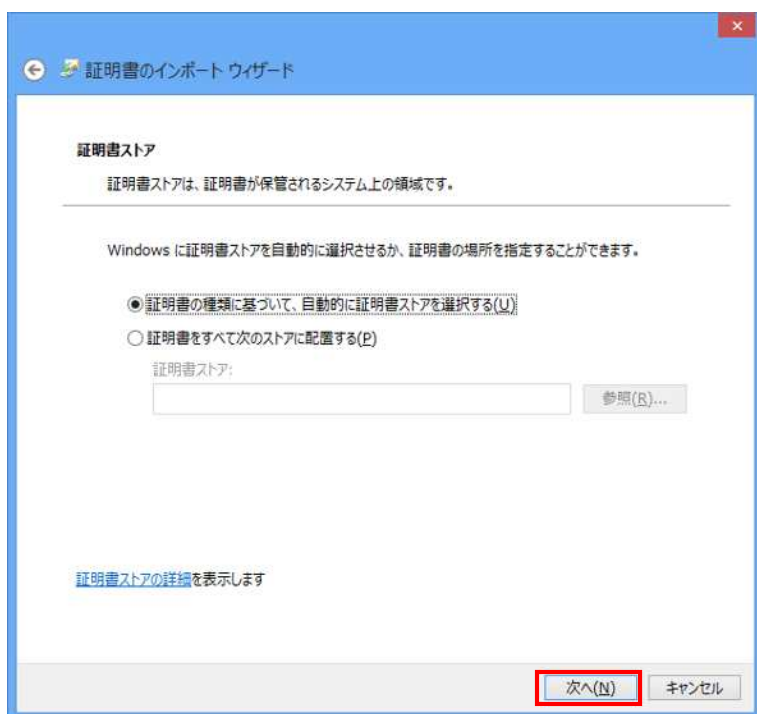 証明書のインポート ウィザード
証明書ストア
証明書ストアは、証明書が保管されるシステム上の領域です。
Windows に証明書ストアを自動的に選択させるか、証明書の場所を指定することができます。
証明書の種類に基づいて、自動的に証明書ストアを選択する(U)
証明書をすべて次のストアに配置する(P)
証明書ストア:
参照(R)...
証明書ストアの詳細を表示します
次へ(N) キャンセル